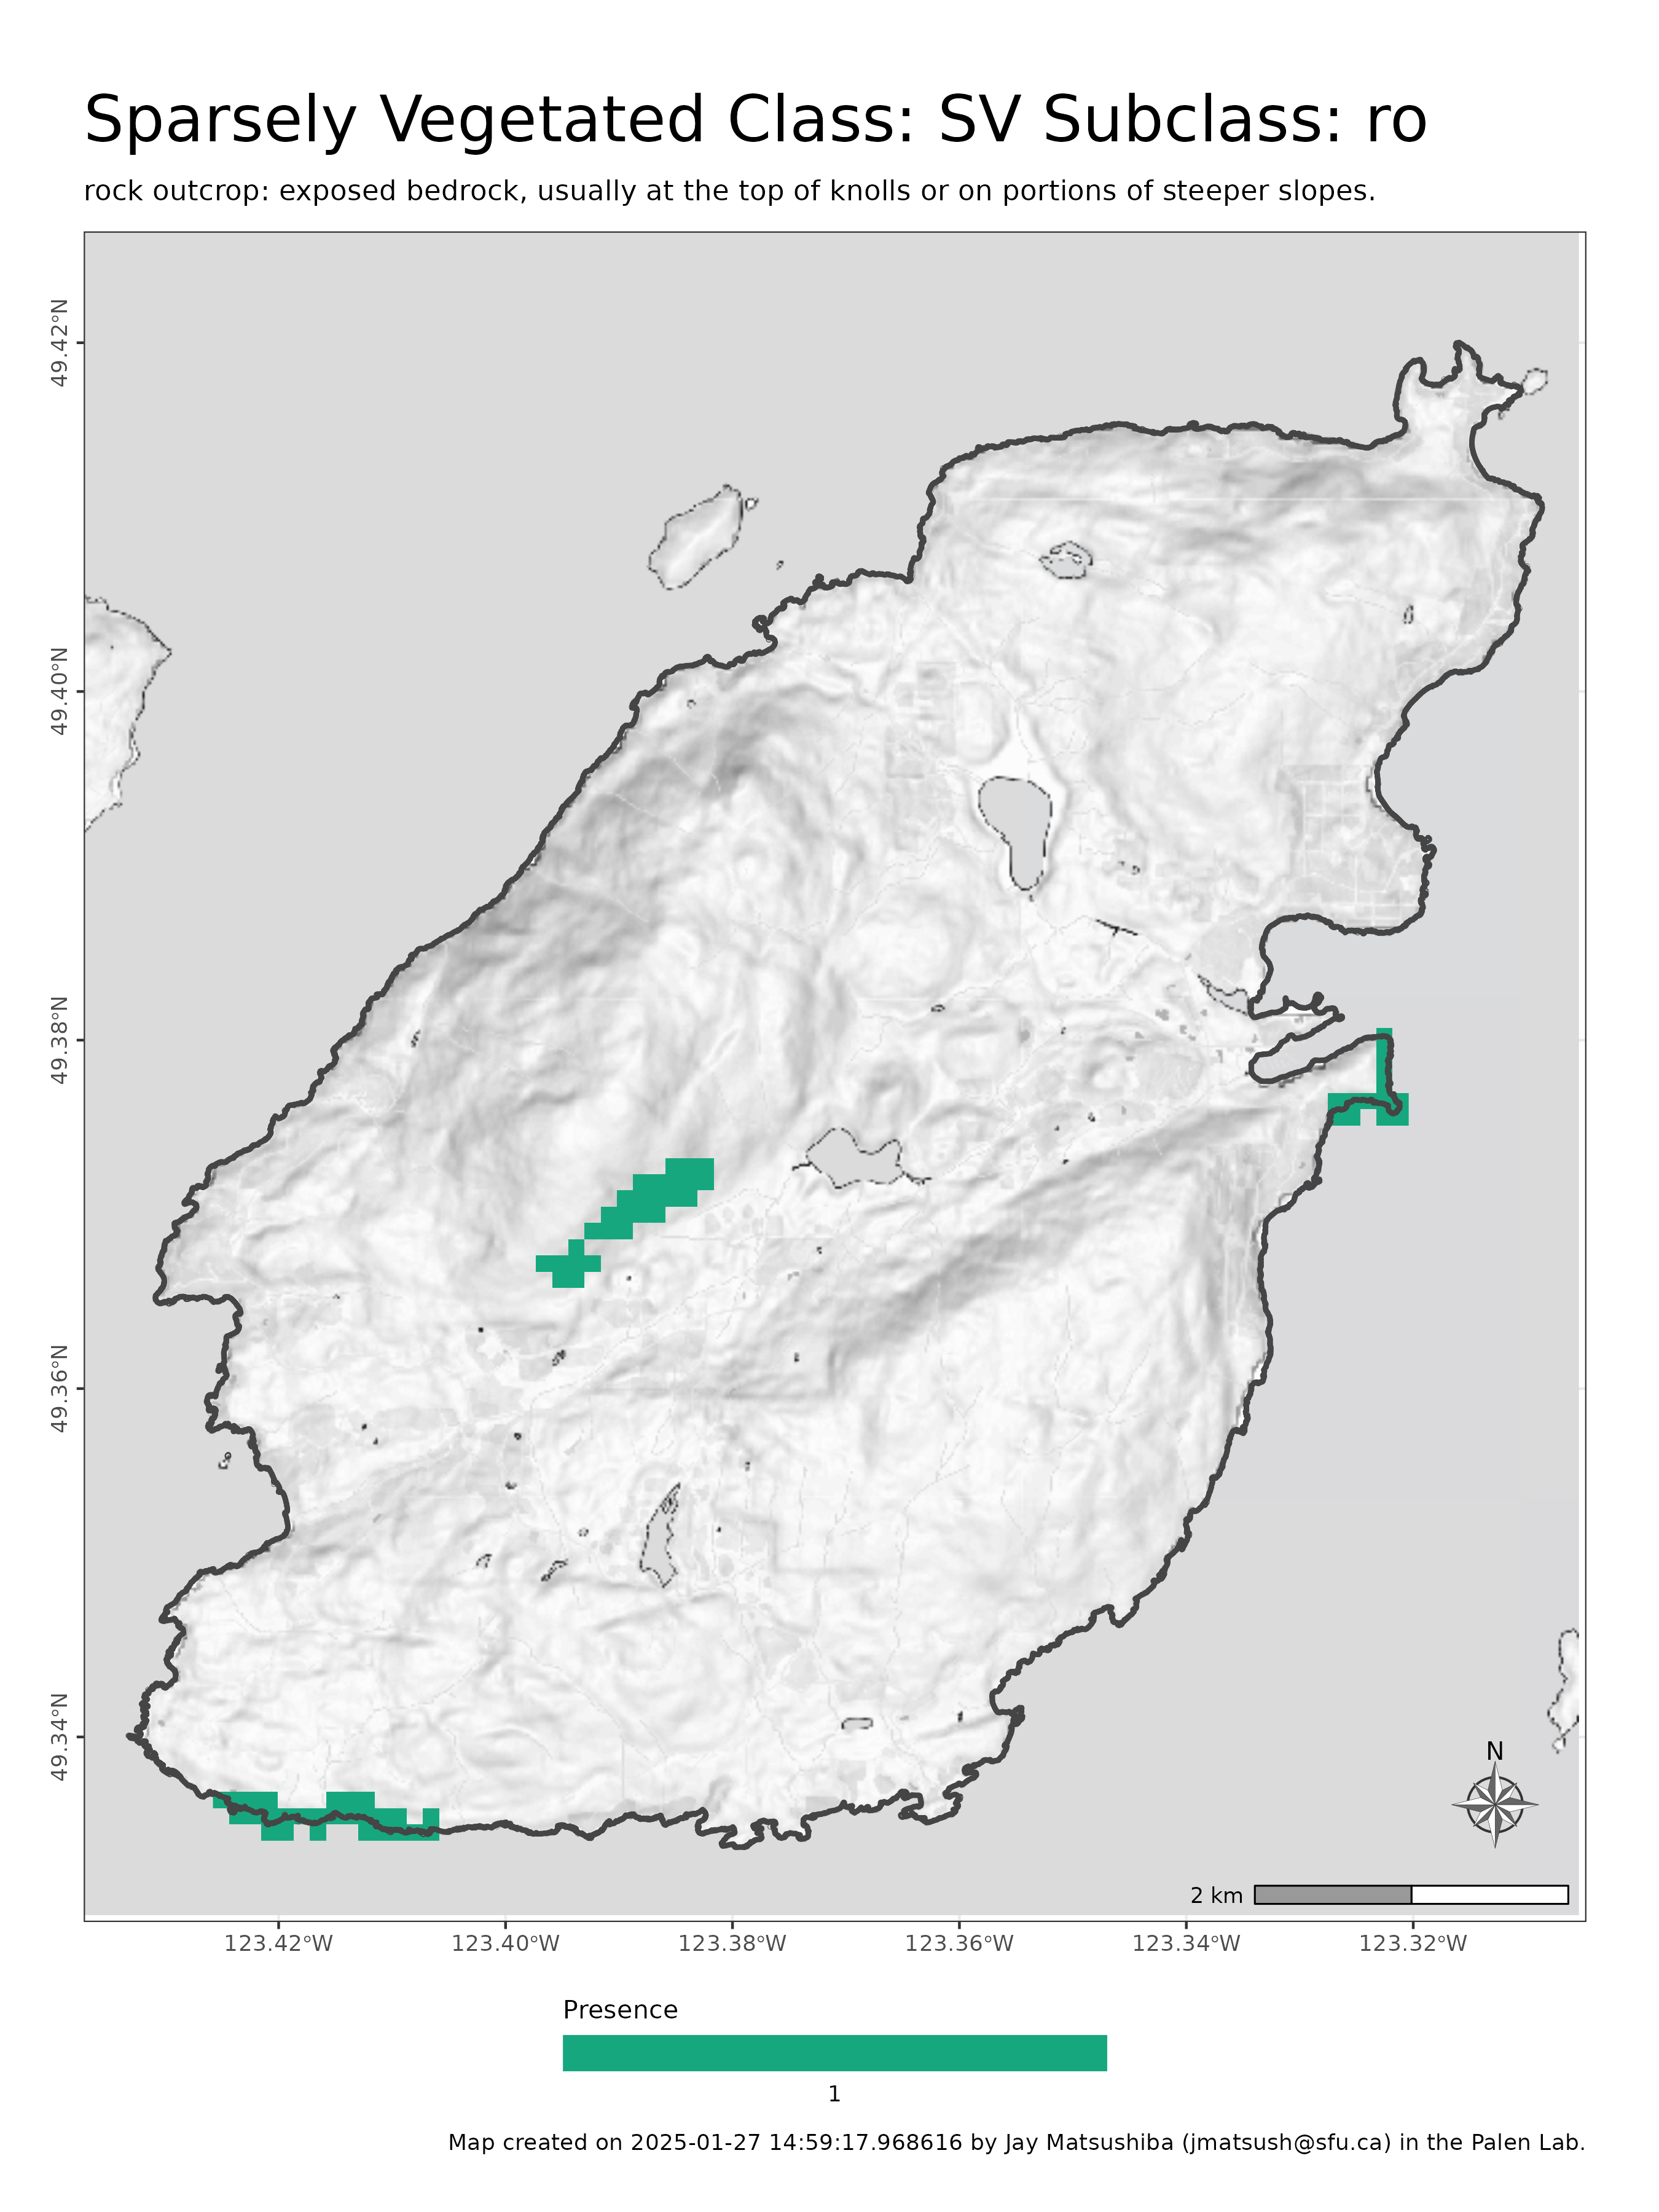 Sparsely Vegetated Class: SV Subclass: ro
rock outcrop: exposed bedrock, usually at the top of knolls or on portions of steeper slopes.
49.42°N
49.40°N
49.38°N
49.36°N
49.34°N
N
2 km
123.42°W 123.40°W 123.38°W 123.36°W 123.34°W 123.32°W
Presence
1
Map created on 2025-01-27 14:59:17.968616 by Jay Matsushiba (jmatsush@sfu.ca) in the Palen Lab.